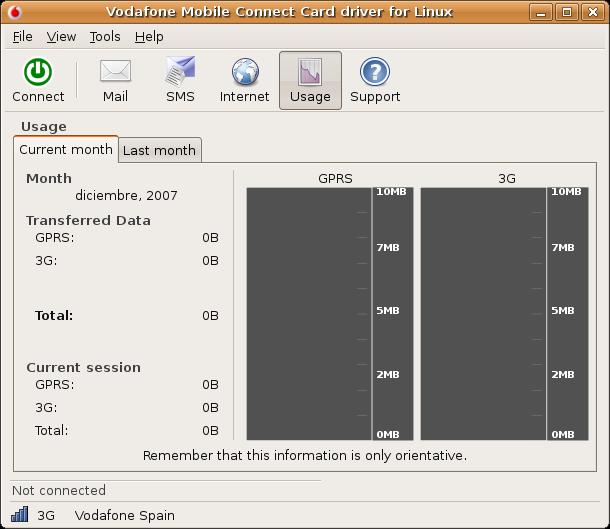 Vodafone Mobile Connect Card driver for Linux
File View Tools Help
Connect Mail SMS Internet Usage Support
Usage
Current month Last month
Month
diciembre, 2007
Transferred Data
GPRS: 0B
3G: 0B
Total: 0B
Current session
GPRS: 0B
3G: 0B
Total: 0B
GPRS
10MB
7MB
5MB
2MB
0MB
3G
10MB
7MB
5MB
2MB
0MB
Remember that this information is only orientative.
Not connected
3G Vodafone Spain